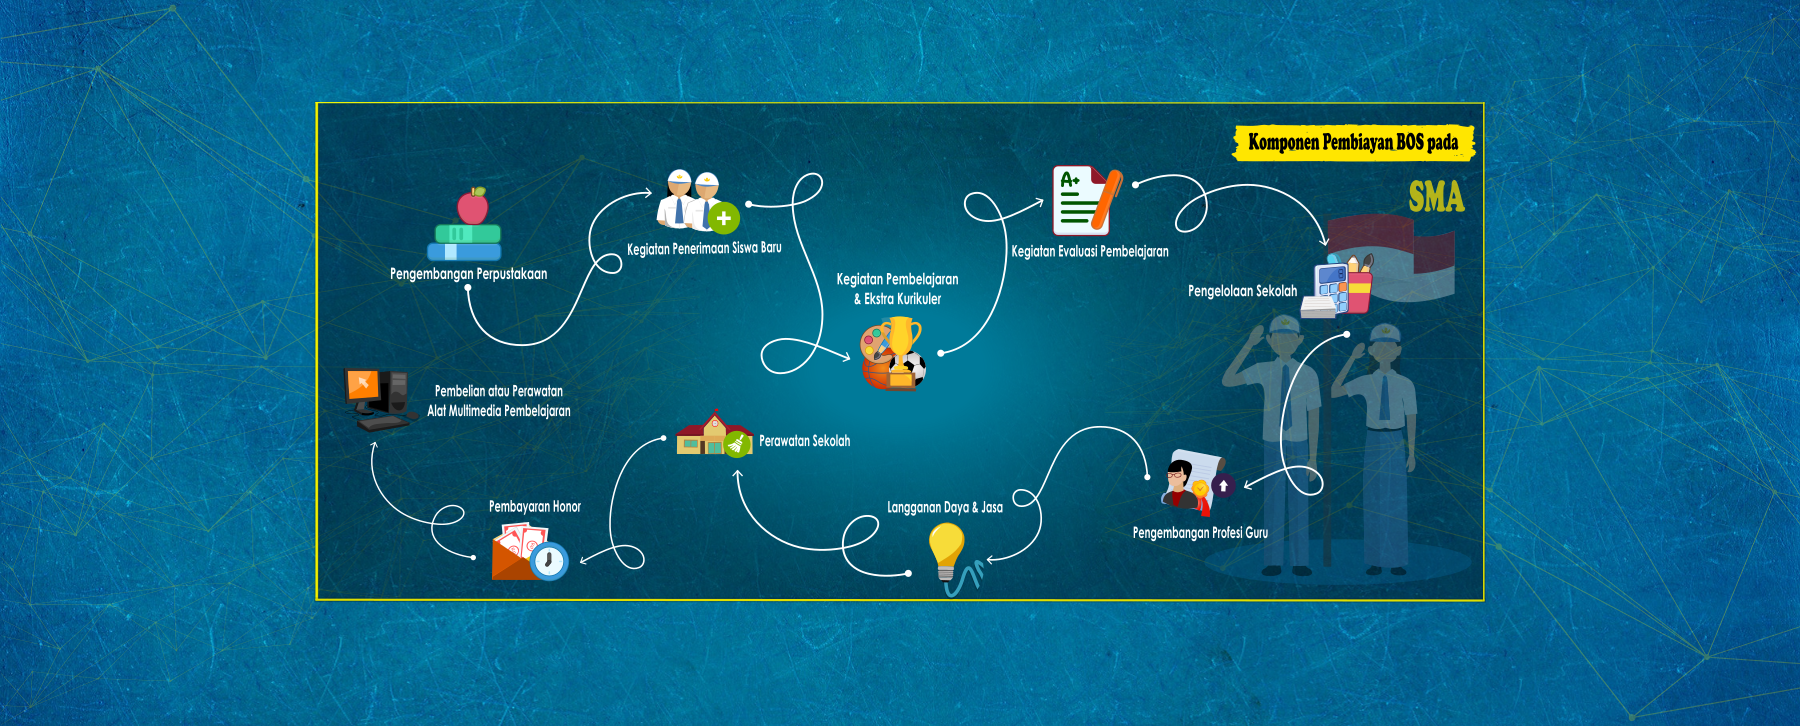 Komponen Pembiayan BOS pada
SMA
Pengembangan Perpustakaan
Kegiatan Penerimaan Siswa Baru
Kegiatan Pembelajaran
& Ekstra Kurikuler
A+
Kegiatan Evaluasi Pembelajaran
Pengelolaan Sekolah
Pengembangan Profesi Guru
Langganan Daya & Jasa
Perawatan Sekolah
Pembayaran Honor
Pembelian atau Perawatan
Alat Multimedia Pembelajaran